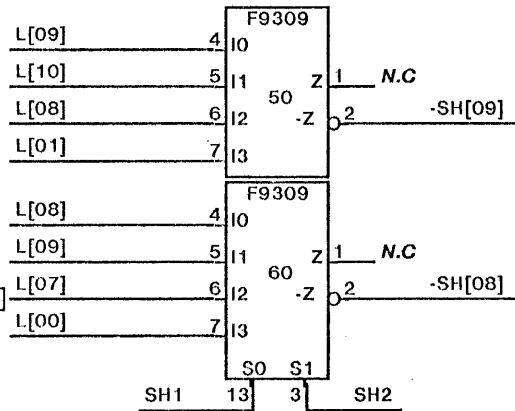 F9309
L[09] 4 I0
L[10] 5 I1 Z 1 N.C
50
L[08] 6 I2 -Z 2 -SH[09]
L[01] 7 I3
F9309
L[08] 4 I0
L[09] 5 I1 Z 1 N.C
60
] L[07] 6 I2 -Z 2 -SH[08]
L[00] 7 I3
S0 S1
SH1 13 3 SH2